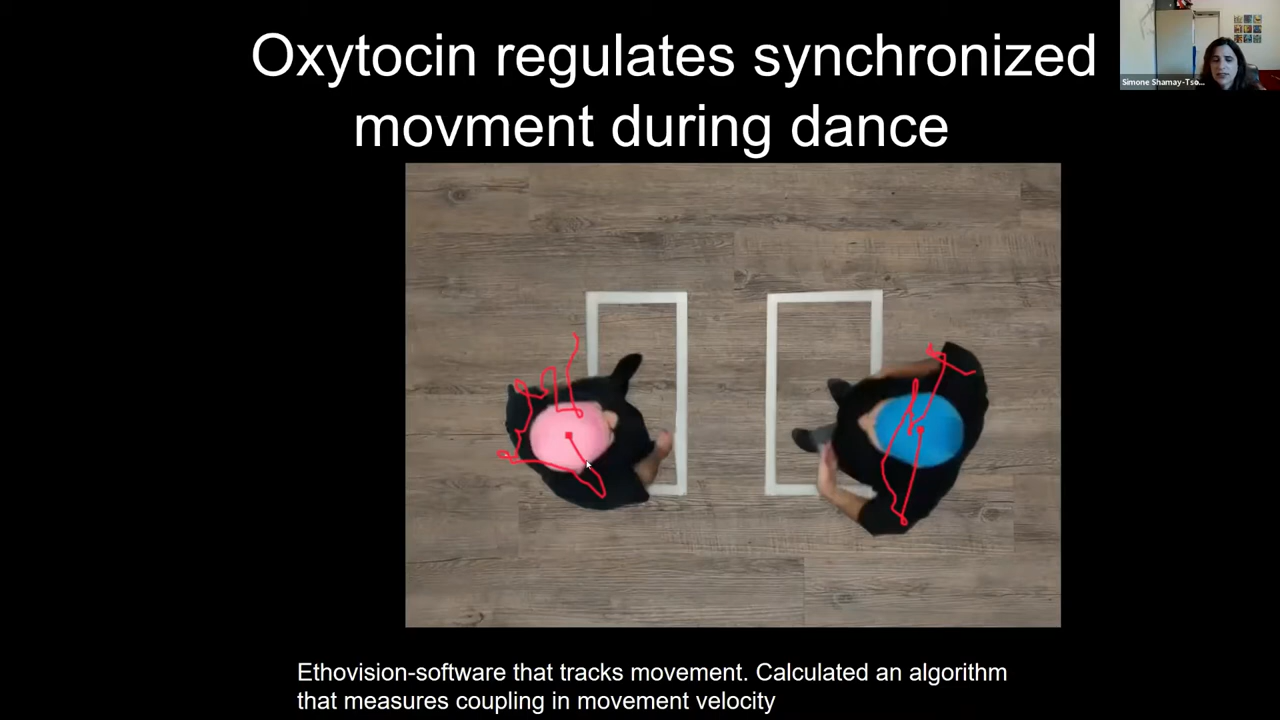 Oxytocin regulates synchronized
movment during dance
Simone Shamay-Tso...
Ethovision-software that tracks movement. Calculated an algorithm
that measures coupling in movement velocity